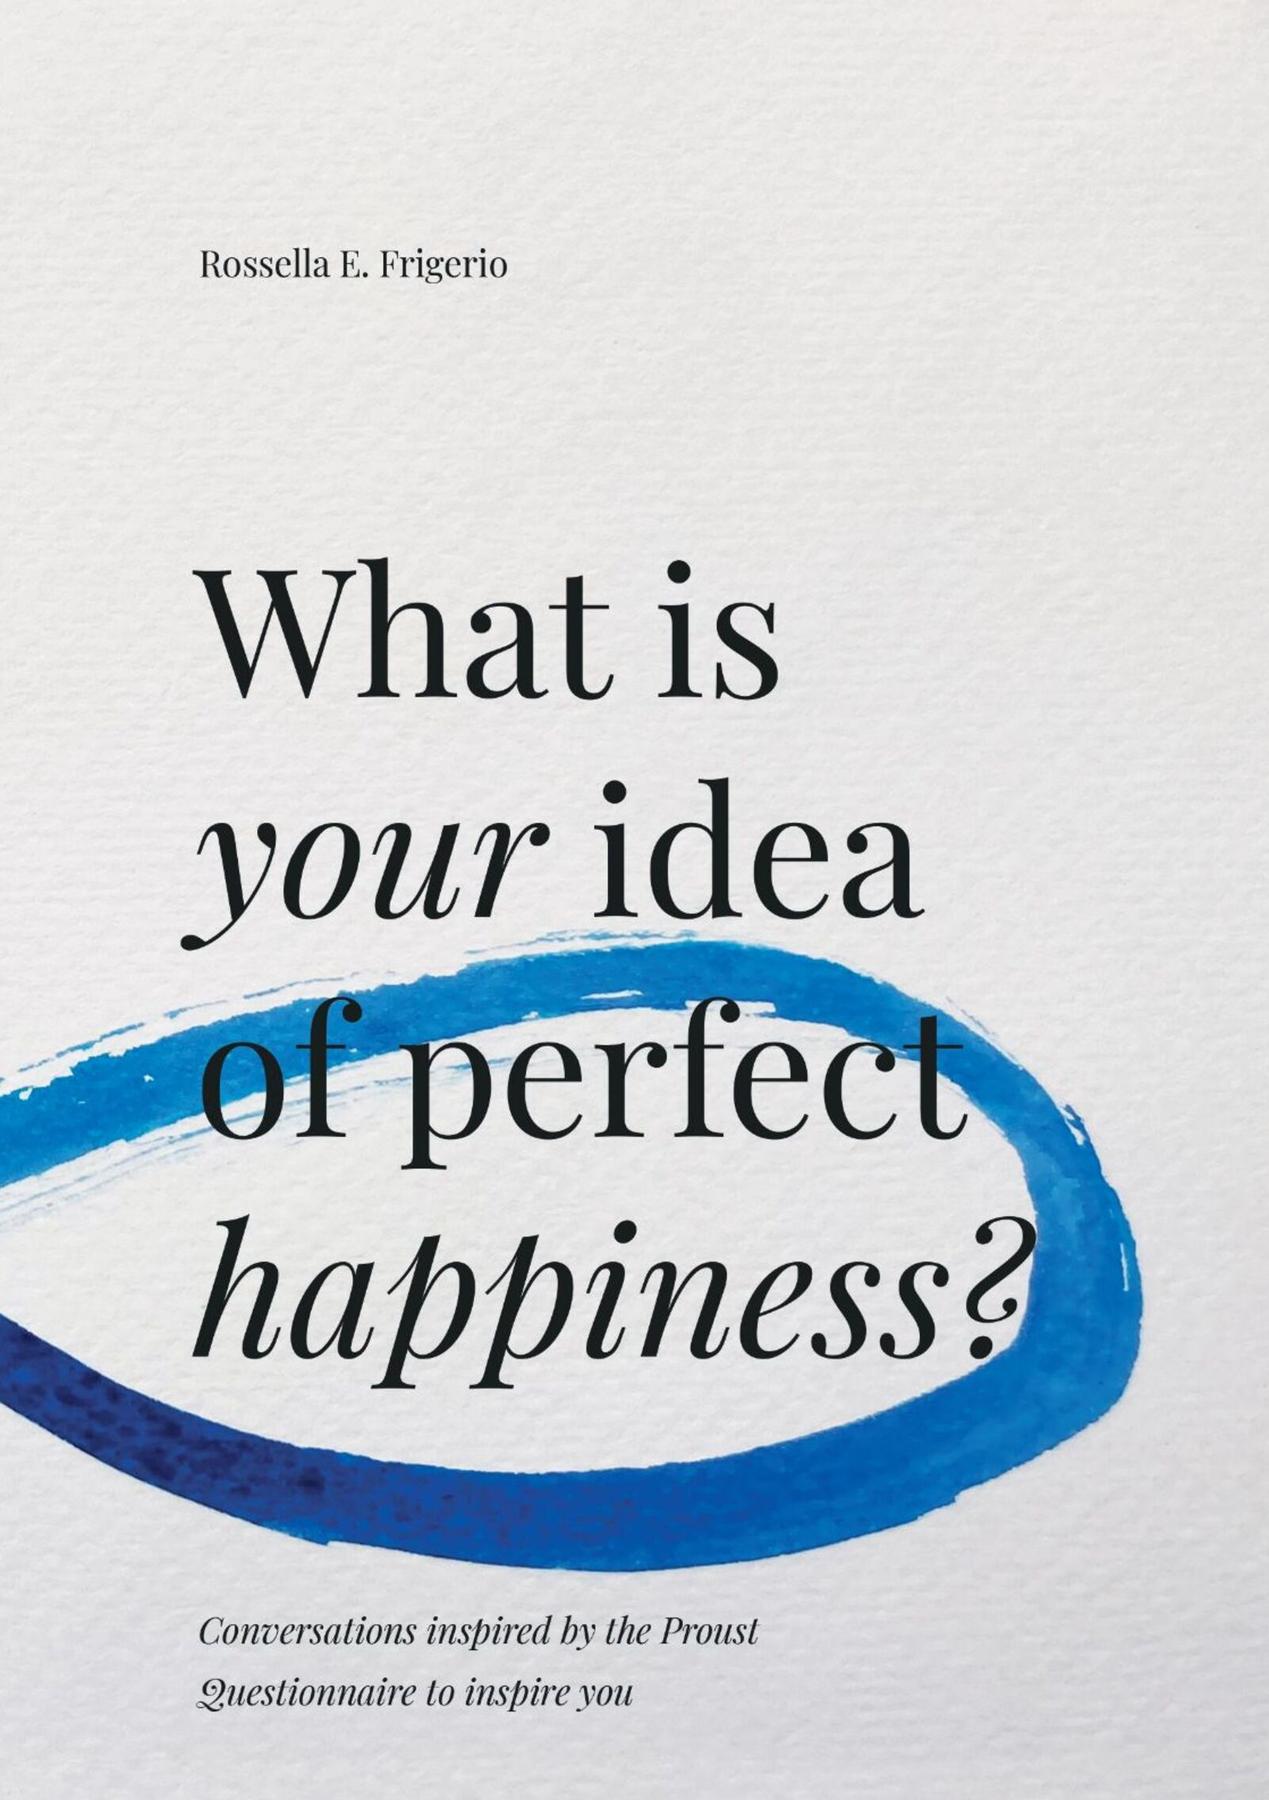 Rossella E. Frigerio
What is
your idea
of perfect
happiness?
Conversations inspired by the Proust
Questionnaire to inspire you